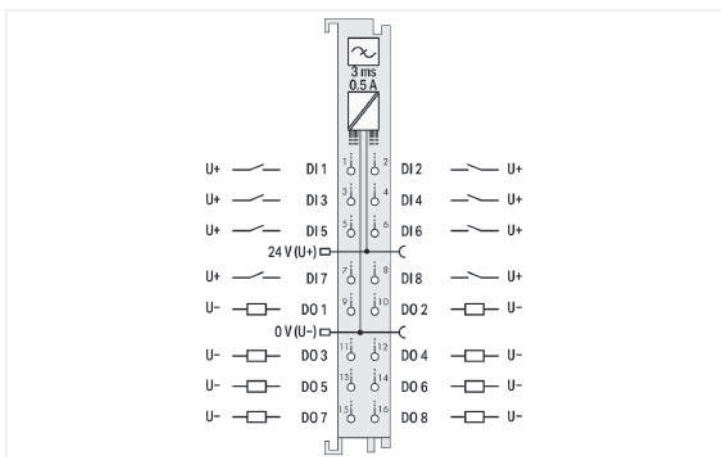 3 ms
0.5 A
U+ DI 1 1 2 DI 2 U+
U+ DI 3 3 4 DI 4 U+
U+ DI 5 5 6 DI 6 U+
24 V (U+)
U+ DI 7 7 8 DI 8 U+
U- DO 1 9 10 DO 2 U-
0 V (U-)
U- DO 3 11 12 DO 4 U-
U- DO 5 13 14 DO 6 U-
U- DO 7 15 16 DO 8 U-